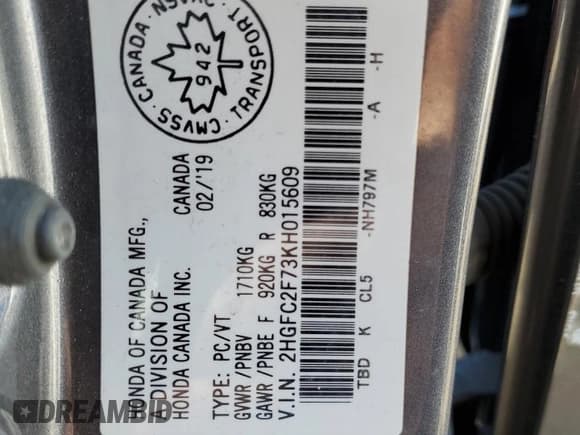 CMVSS · CANADA
TRANSPORT
942
HONDA OF CANADA MFG.,
A DIVISION OF
HONDA CANADA INC.
CANADA
02/'19
TYPE: PC/VT
GVWR /PNBV 1710KG
GAWR /PNBE F 920KG R 830KG
V.I.N. 2HGFC2F73KH015609
TBD K CL5 -NH797M -A -H
DREAMBID